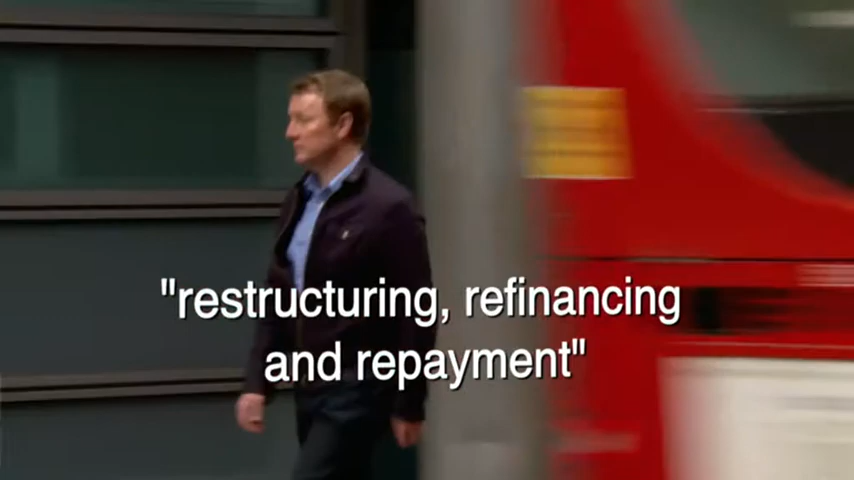 "restructuring, refinancing
and repayment"